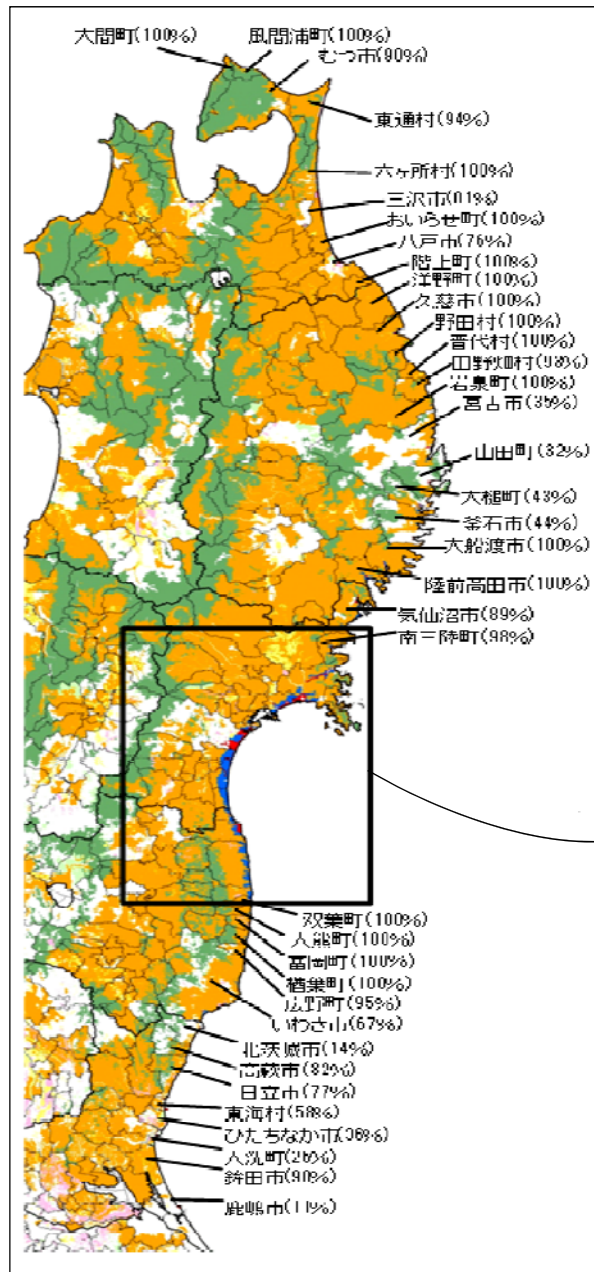 大間町(100%)
風間浦町(100%)
むつ市(90%)
東通村(94%)
六ヶ所村(100%)
三沢市(81%)
おいらせ町(100%)
八戸市(76%)
階上町(100%)
洋野町(100%)
久慈市(100%)
野田村(100%)
普代村(100%)
田野畑村(98%)
岩泉町(100%)
宮古市(35%)
山田町(32%)
大槌町(43%)
釜石市(44%)
大船渡市(100%)
陸前高田市(100%)
気仙沼市(89%)
南三陸町(98%)
双葉町(100%)
大熊町(100%)
富岡町(100%)
楢葉町(100%)
広野町(95%)
いわき市(67%)
北茨城市(14%)
高萩市(82%)
日立市(77%)
東海村(58%)
ひたちなか市(36%)
大洗町(26%)
鉾田市(90%)
鹿嶋市(11%)